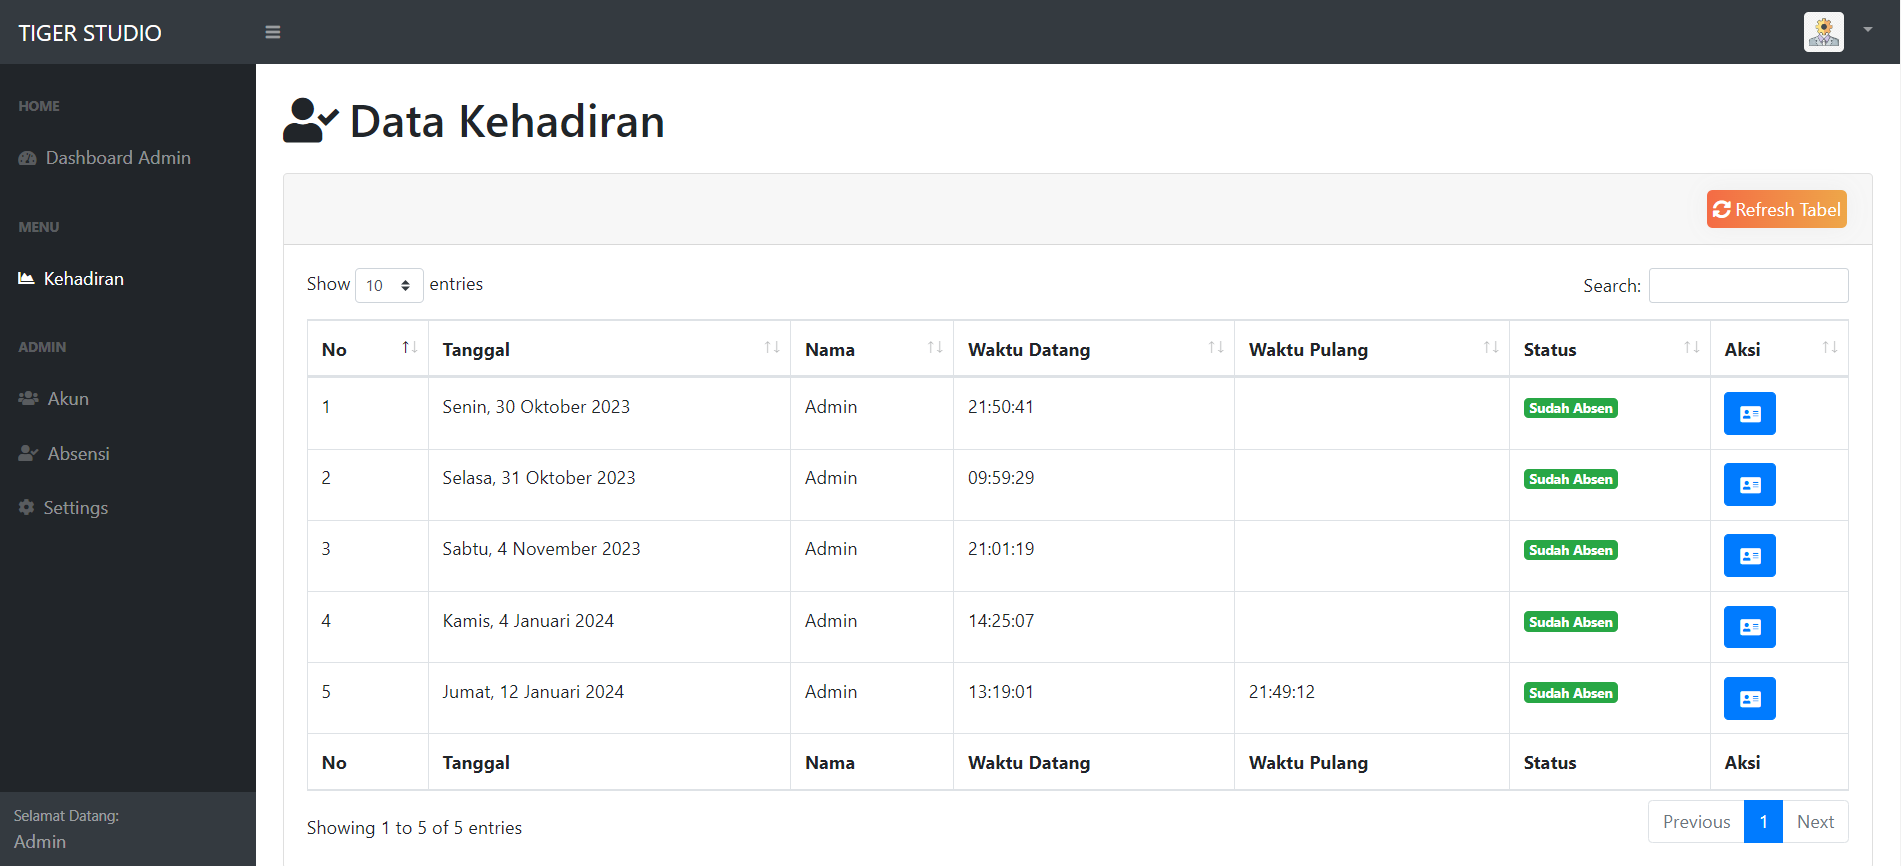 TIGER STUDIO
HOME
Dashboard Admin
MENU
Kehadiran
ADMIN
Akun
Absensi
Settings
Selamat Datang:
Admin
Data Kehadiran
Refresh Tabel
Show 10 entries Search:
No Tanggal Nama Waktu Datang Waktu Pulang Status Aksi
1 Senin, 30 Oktober 2023 Admin 21:50:41 Sudah Absen
2 Selasa, 31 Oktober 2023 Admin 09:59:29 Sudah Absen
3 Sabtu, 4 November 2023 Admin 21:01:19 Sudah Absen
4 Kamis, 4 Januari 2024 Admin 14:25:07 Sudah Absen
5 Jumat, 12 Januari 2024 Admin 13:19:01 21:49:12 Sudah Absen
No Tanggal Nama Waktu Datang Waktu Pulang Status Aksi
Showing 1 to 5 of 5 entries Previous 1 Next